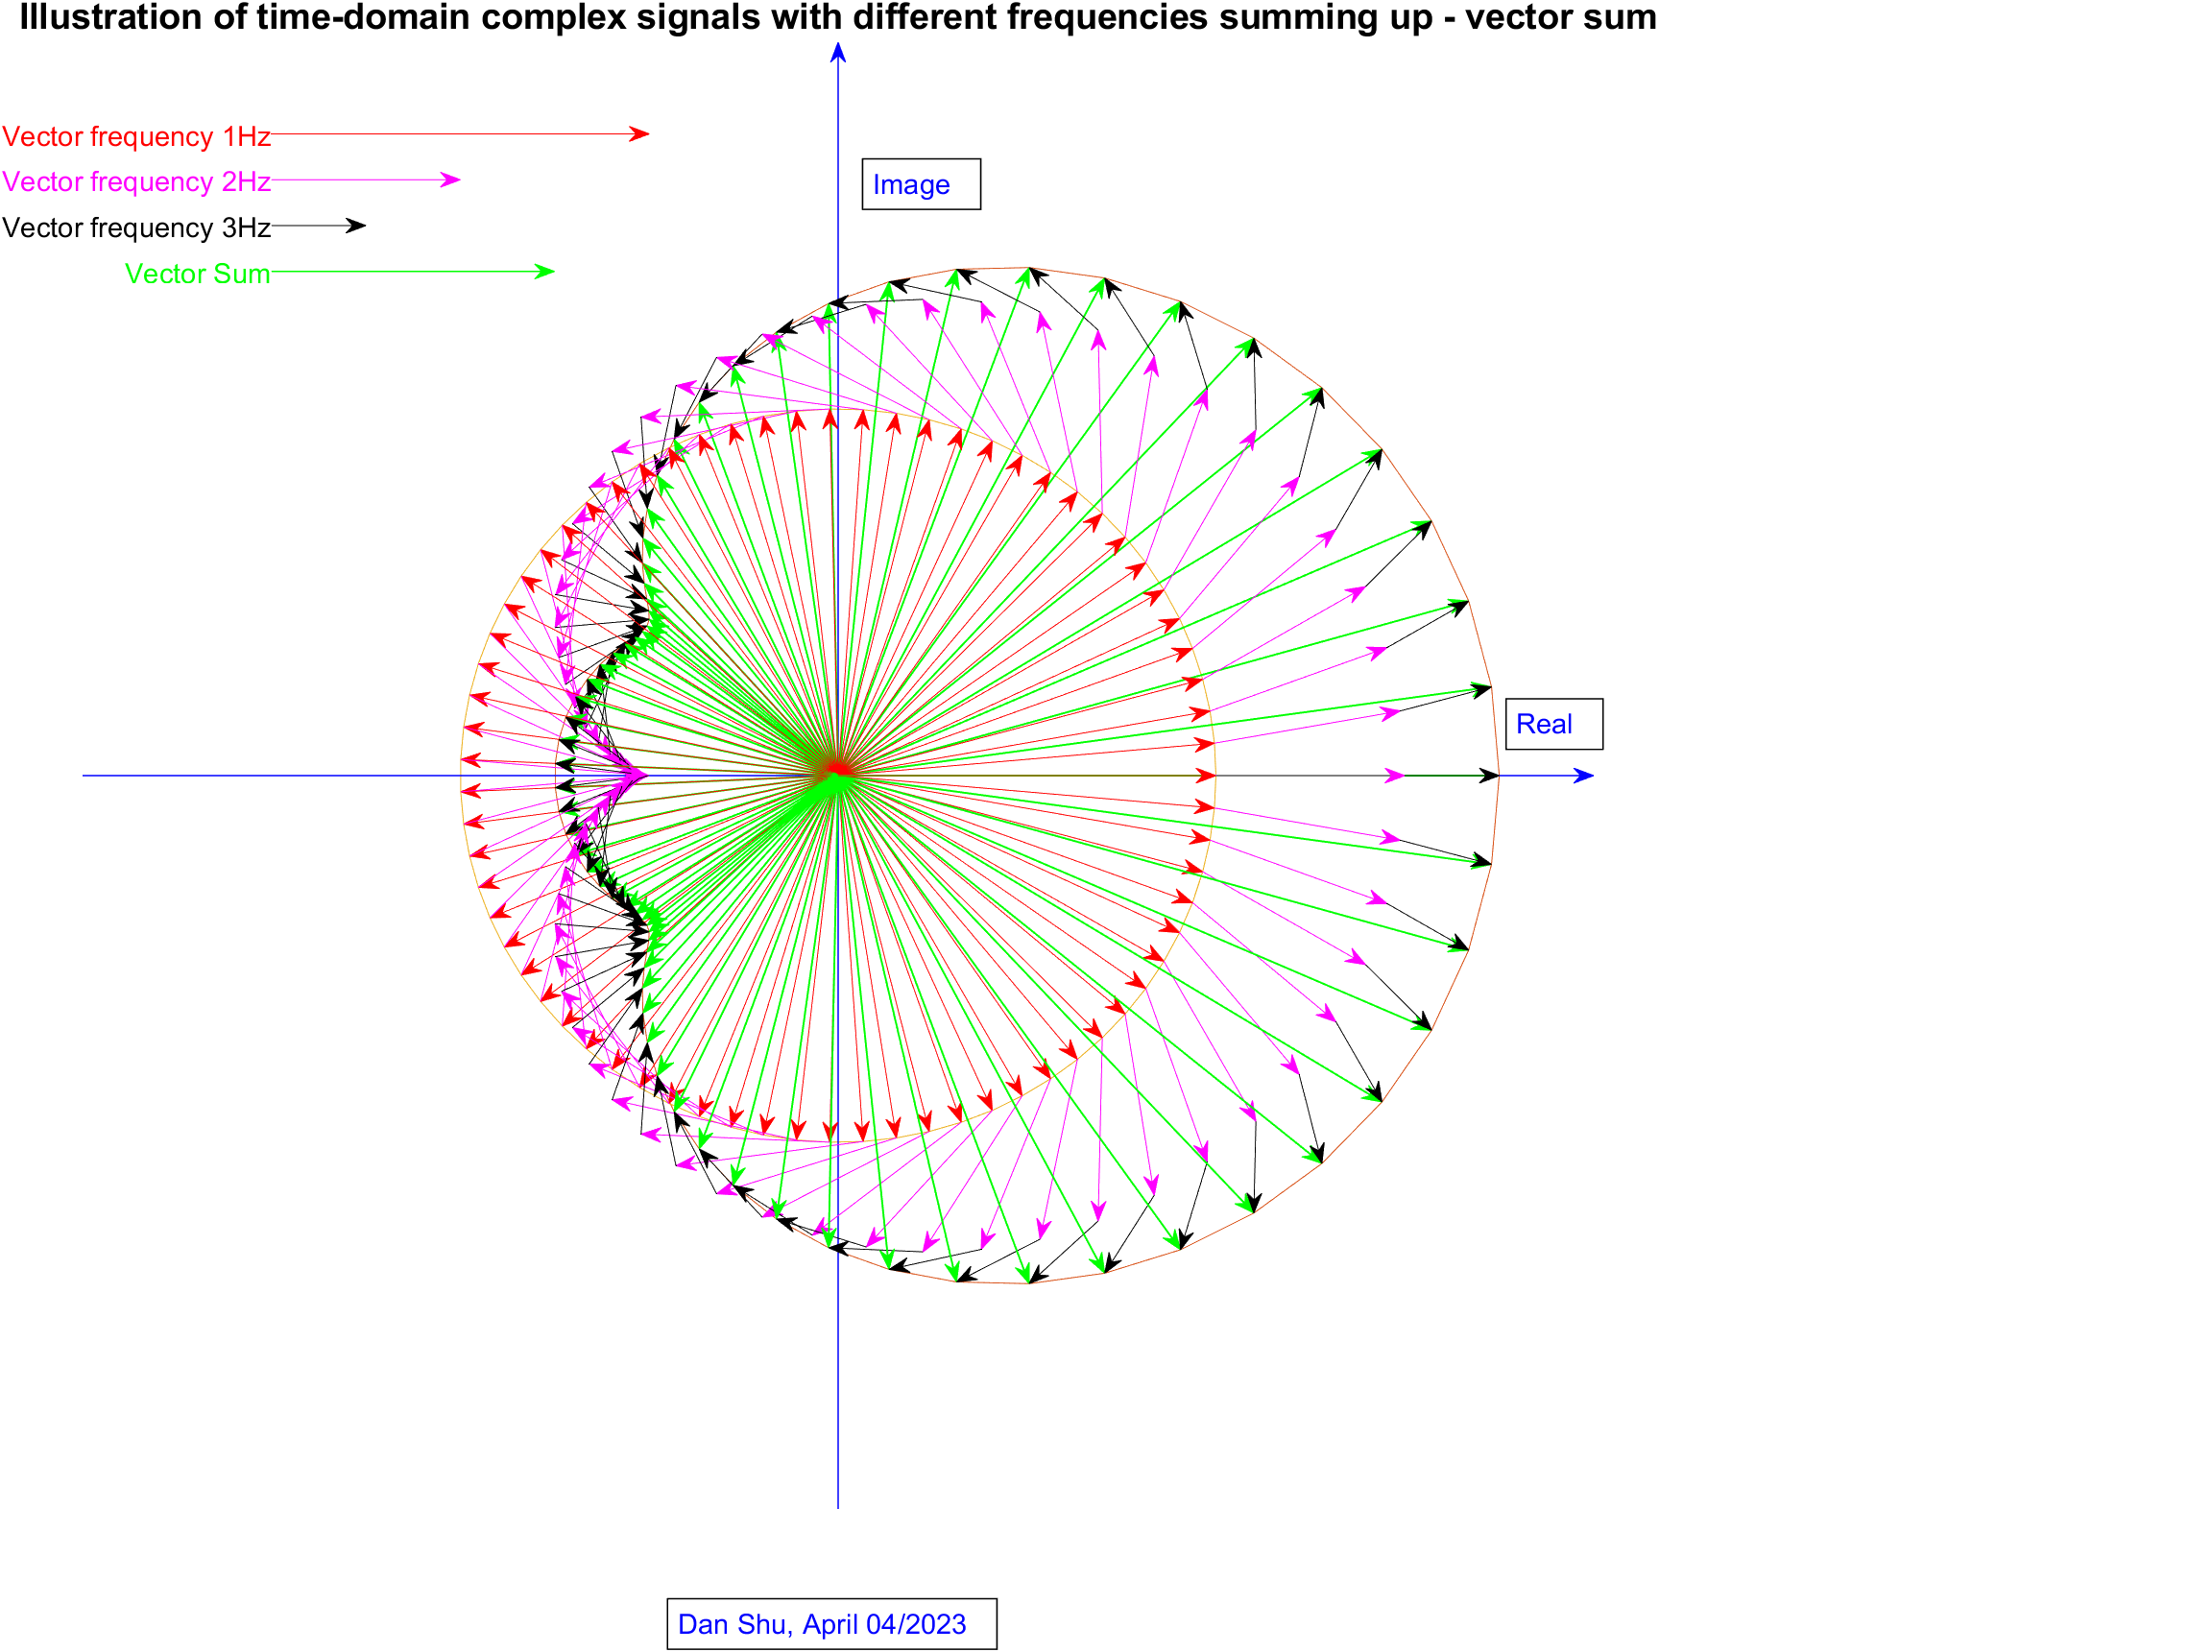 Illustration of time-domain complex signals with different frequencies summing up - vector sum
Vector frequency 1Hz
Image
Vector frequency 2Hz
Vector frequency 3Hz
Vector Sum
Real
Dan Shu, April 04/2023